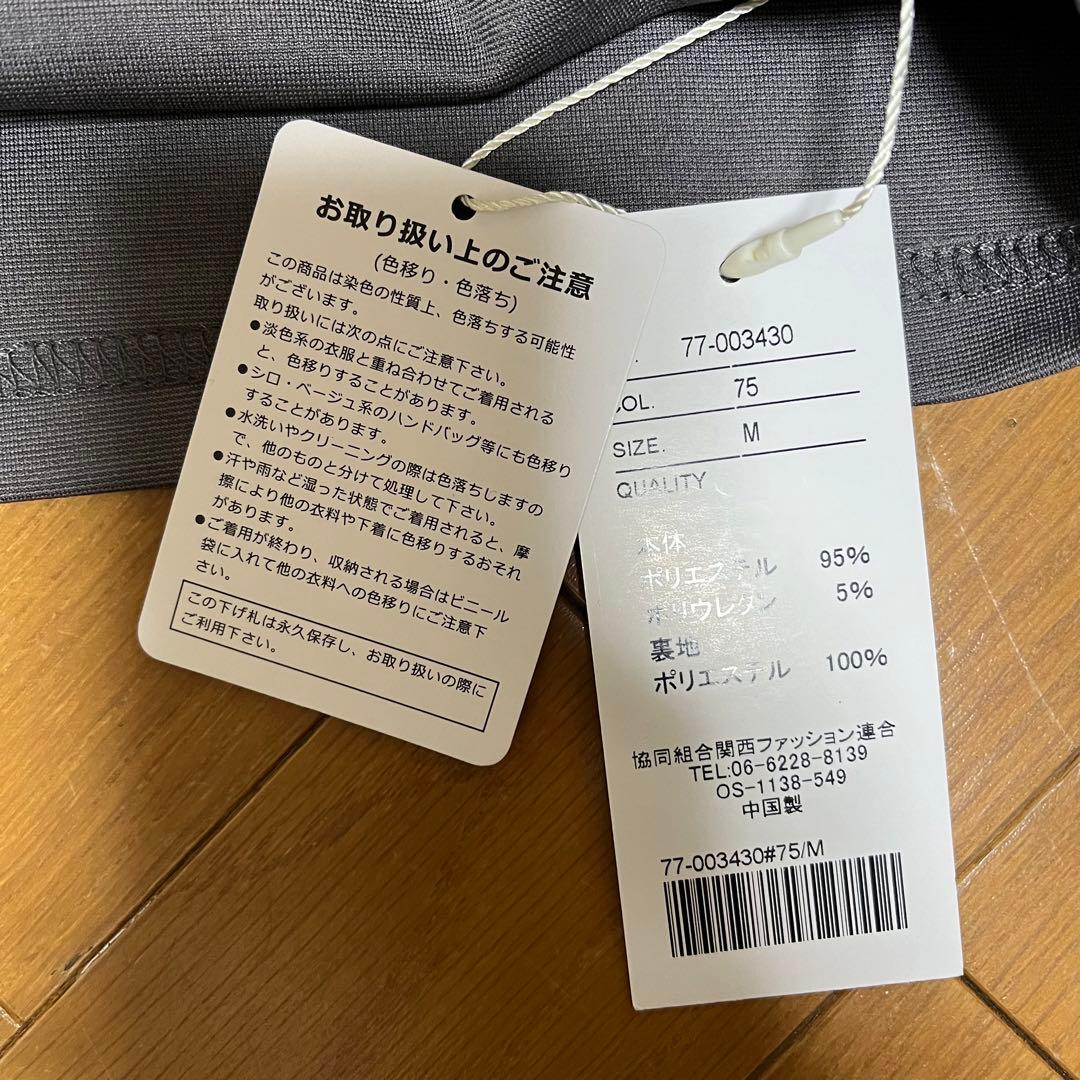 お取り扱い上のご注意
(色移り・色落ち)
この商品は染色の性質上、色落ちする可能性
がございます。
取り扱いには次の点にご注意下さい。
●淡色系の衣服と重ね合わせてご着用される
と、色移りすることがあります。
●シロ・ベージュ系のハンドバッグ等にも色移り
することがあります。
●水洗いやクリーニングの際は色落ちしますの
で、他のものと分けて処理して下さい。
●汗や雨など湿った状態でご着用されると、摩
擦により他の衣料や下着に色移りするおそれ
があります。
●ご着用が終わり、収納される場合はビニール
袋に入れて他の衣料への色移りにご注意下
さい。
この下げ札は永久保存し、お取り扱いの際に
ご利用下さい。
77-003430
COL. 75
SIZE. M
QUALITY
本体
ポリエステル 95%
ポリウレタン 5%
裏地
ポリエステル 100%
協同組合関西ファッション連合
TEL:06-6228-8139
OS-1138-549
中国製
77-003430#75/M